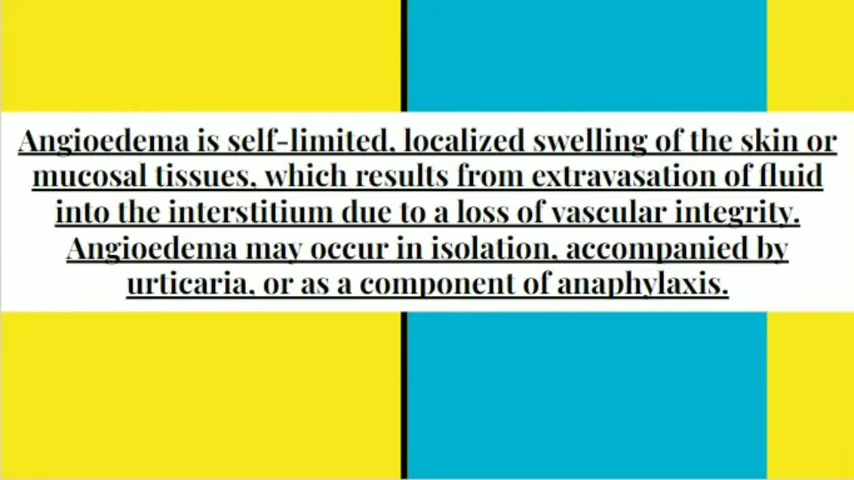 Angioedema is self-limited, localized swelling of the skin or
mucosal tissues, which results from extravasation of fluid
into the interstitium due to a loss of vascular integrity.
Angioedema may occur in isolation, accompanied by
urticaria, or as a component of anaphylaxis.